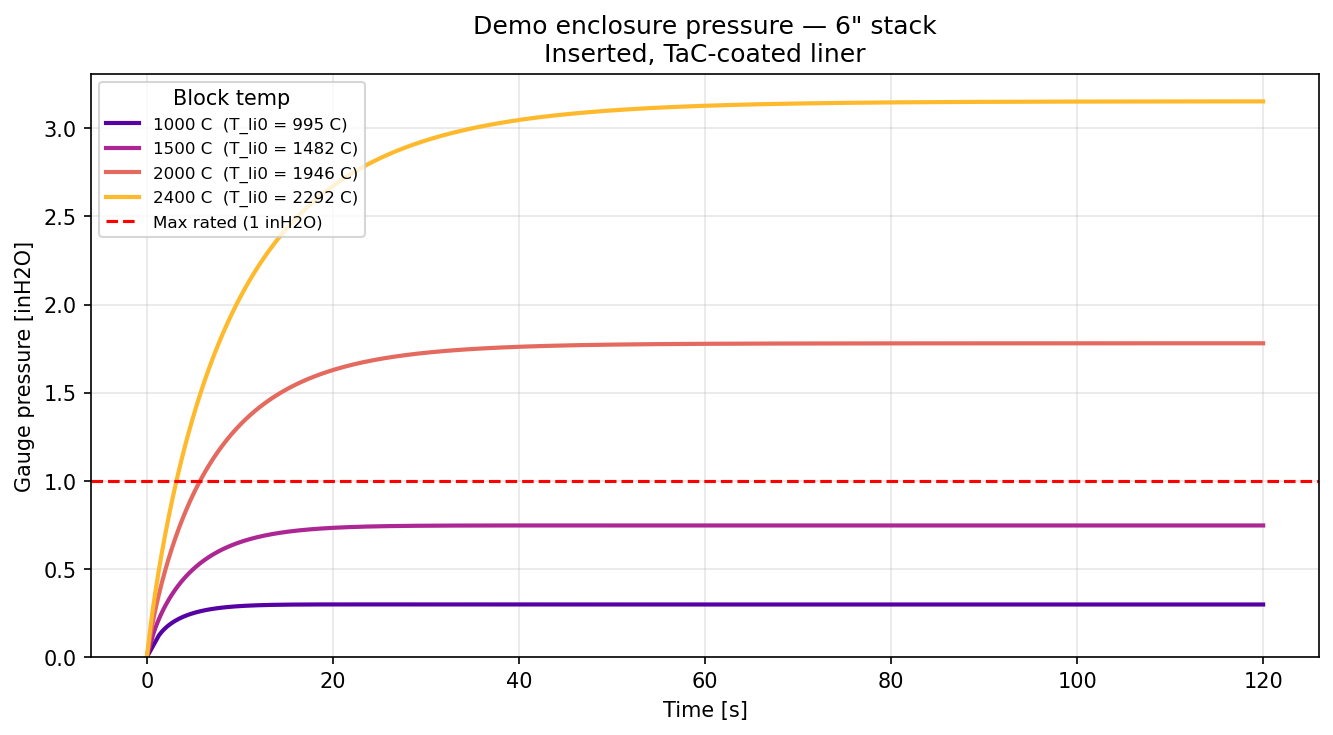 Demo enclosure pressure — 6" stack
Inserted, TaC-coated liner
Gauge pressure [inH2O]
3.0
2.5
2.0
1.5
1.0
0.5
0.0
Block temp
1000 C  (T_li0 = 995 C)
1500 C  (T_li0 = 1482 C)
2000 C  (T_li0 = 1946 C)
2400 C  (T_li0 = 2292 C)
Max rated (1 inH2O)
0 20 40 60 80 100 120
Time [s]